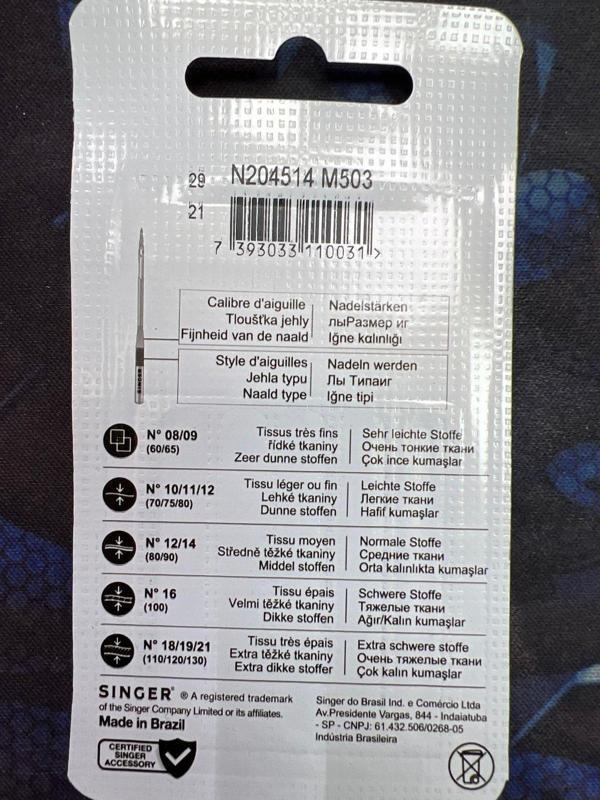 29 N204514 M503
21
7 393033 110031 >
Calibre d'aiguille Nadelstärken
Tloušťka jehly лыРазмер иг
Fijnheid van de naald Iğne kalinlığı
Style d'aiguilles Nadeln werden
Jehla typu Лы Типаиг
Naald type Iğne tipi
SINGER
N° 08/09 Tissus très fins Sehr leichte Stoffe
(60/65) řídké tkaniny Очень тонкие ткани
Zeer dunne stoffen Çok ince kumaşlar
N° 10/11/12 Tissu léger ou fin Leichte Stoffe
(70/75/80) Lehké tkaniny Легкие ткани
Dunne stoffen Hafif kumaşlar
N° 12/14 Tissu moyen Normale Stoffe
(80/90) Středně těžké tkaniny Средние ткани
Middel stoffen Orta kalınlıkta kumaşlar
N° 16 Tissu épais Schwere Stoffe
(100) Velmi těžké tkaniny Тяжелые ткани
Dikke stoffen Ağır/Kalın kumaşlar
N° 18/19/21 Tissu très épais Extra schwere stoffe
(110/120/130) Extra těžké tkaniny Очень тяжелые ткани
Extra dikke stoffer Çok kalın kumaşlar
SINGER® ® A registered trademark
of the Singer Company Limited or its affiliates.
Made in Brazil
CERTIFIED
SINGER
ACCESSORY
Singer do Brasil Ind. e Comércio Ltda
Av.Presidente Vargas, 844 - Indaiatuba
- SP - CNPJ: 61.432.506/0268-05
Indústria Brasileira